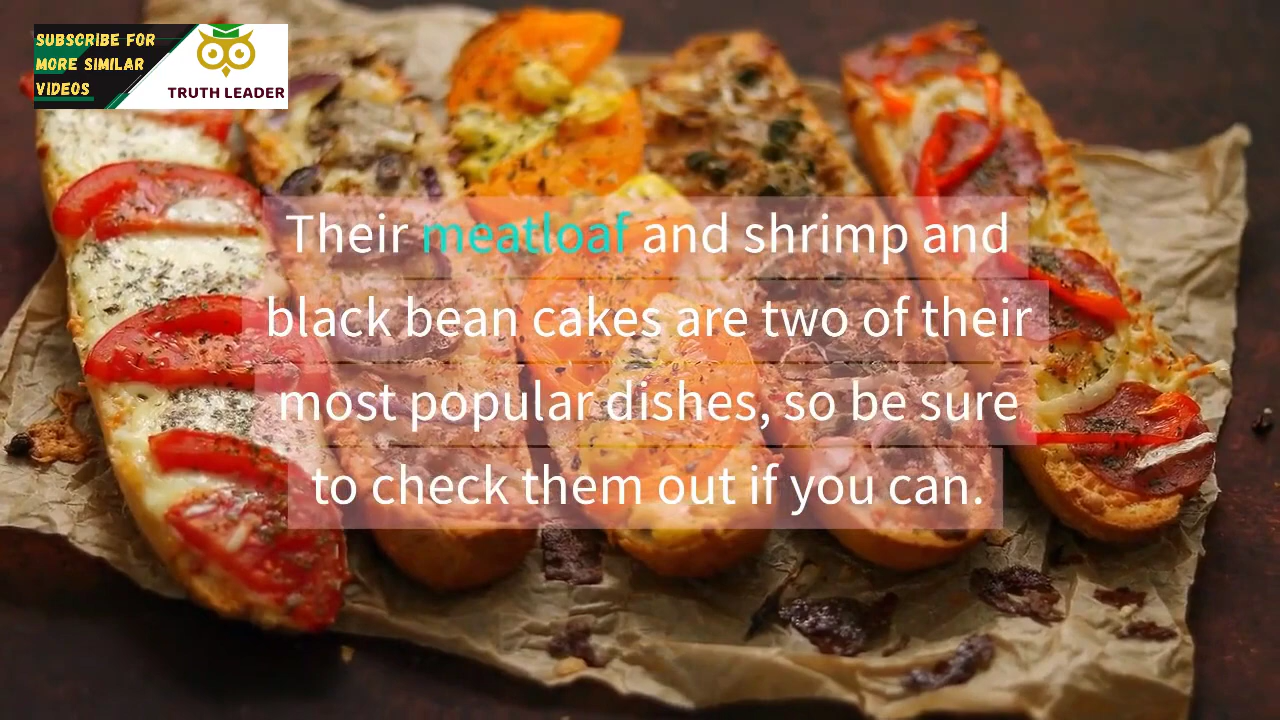 SUBSCRIBE FOR
MORE SIMILAR
VIDEOS
TRUTH LEADER
Their meatloaf and shrimp and
black bean cakes are two of their
most popular dishes, so be sure
to check them out if you can.